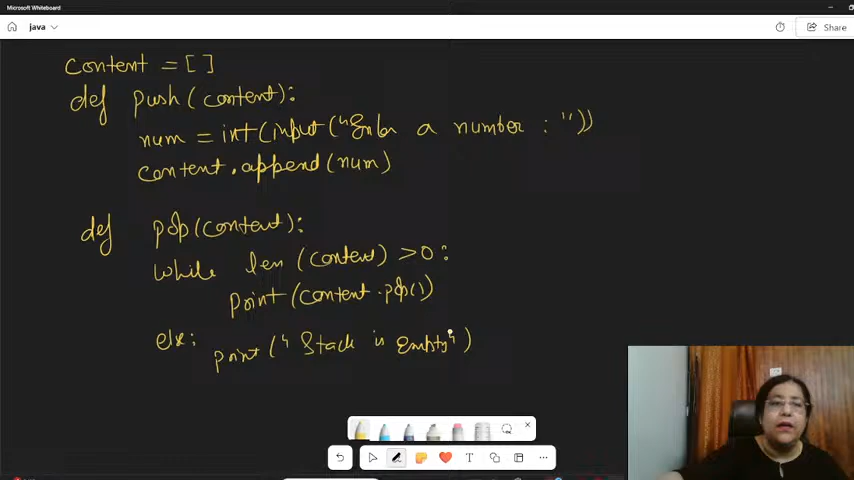 Microsoft Whiteboard
java
Share
Content = []
def push (content):
num = int(input("Enter a number : "))
content.append(num)
def pop(content):
while len (content) >0:
print (content.pop())
else:
print (" Stack is Empty")
T